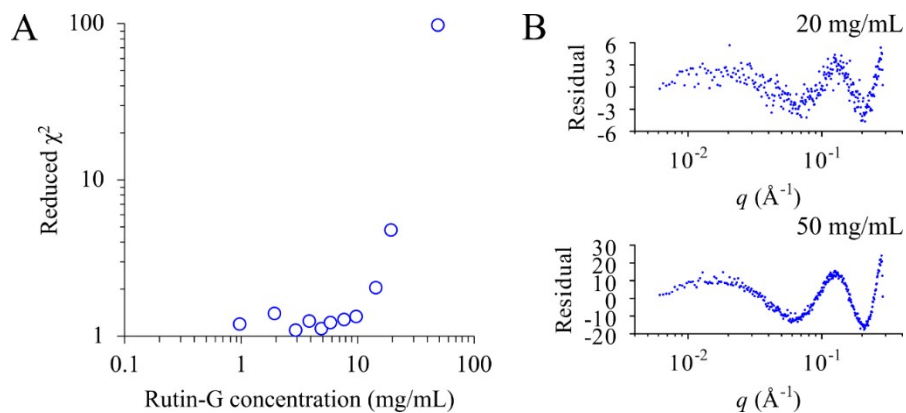 A
Reduced χ²
100
10
1
0.1
1
10
100
Rutin-G concentration (mg/mL)
B
20 mg/mL
Residual
6
3
0
-3
-6
10⁻²
10⁻¹
q (Å⁻¹)
50 mg/mL
Residual
30
20
10
0
-10
-20
10⁻²
10⁻¹
q (Å⁻¹)